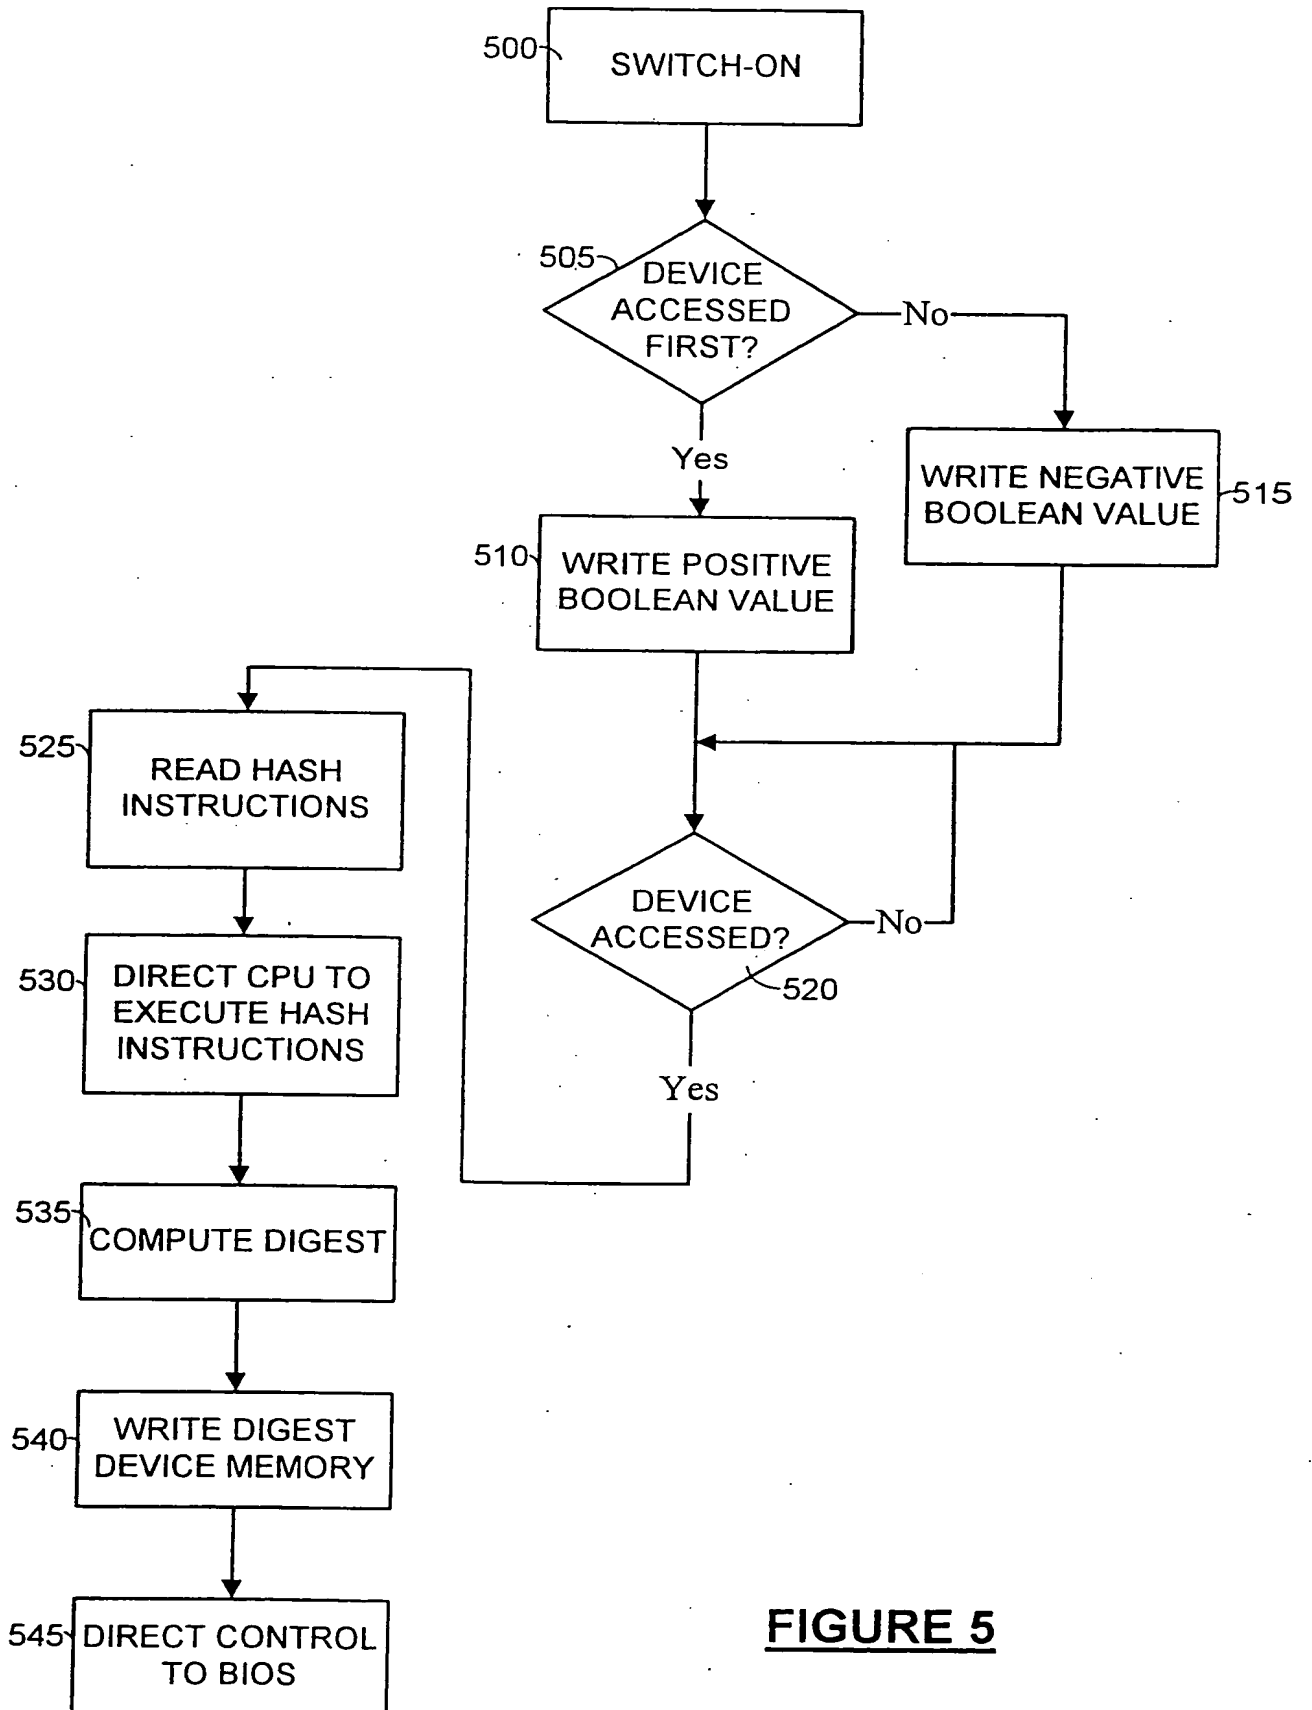 500
SWITCH-ON
505
DEVICE
ACCESSED
FIRST?
No
Yes
WRITE NEGATIVE
BOOLEAN VALUE
515
510
WRITE POSITIVE
BOOLEAN VALUE
525
READ HASH
INSTRUCTIONS
DEVICE
ACCESSED?
No
520
530
DIRECT CPU TO
EXECUTE HASH
INSTRUCTIONS
Yes
535
COMPUTE DIGEST
540
WRITE DIGEST
DEVICE MEMORY
545
DIRECT CONTROL
TO BIOS
FIGURE 5